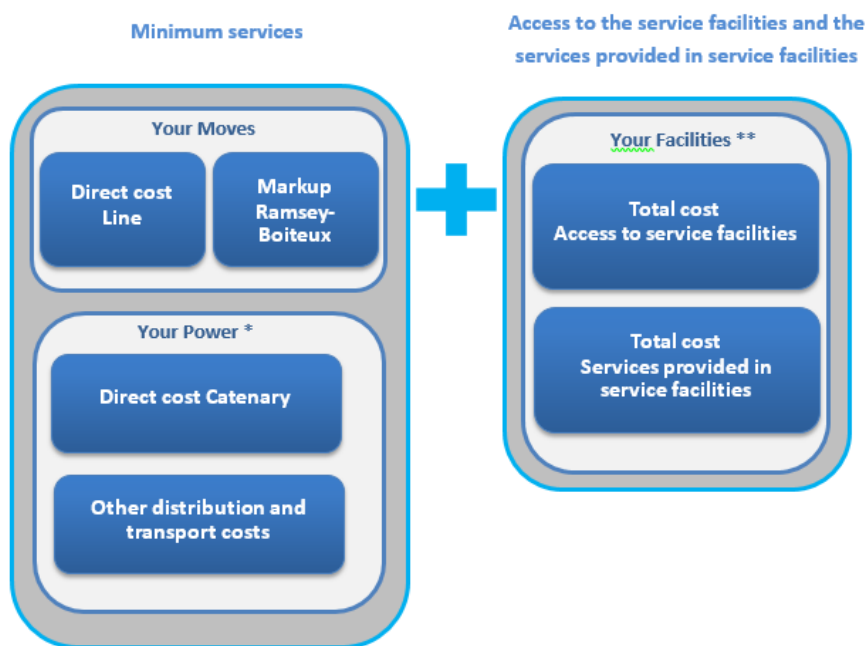 Minimum services
Access to the service facilities and the
services provided in service facilities
Your Moves
Direct cost
Line
Markup
Ramsey-
Boiteux
Your Power *
Direct cost Catenary
Other distribution and
transport costs
Your Facilities **
Total cost
Access to service facilities
Total cost
Services provided in
service facilities